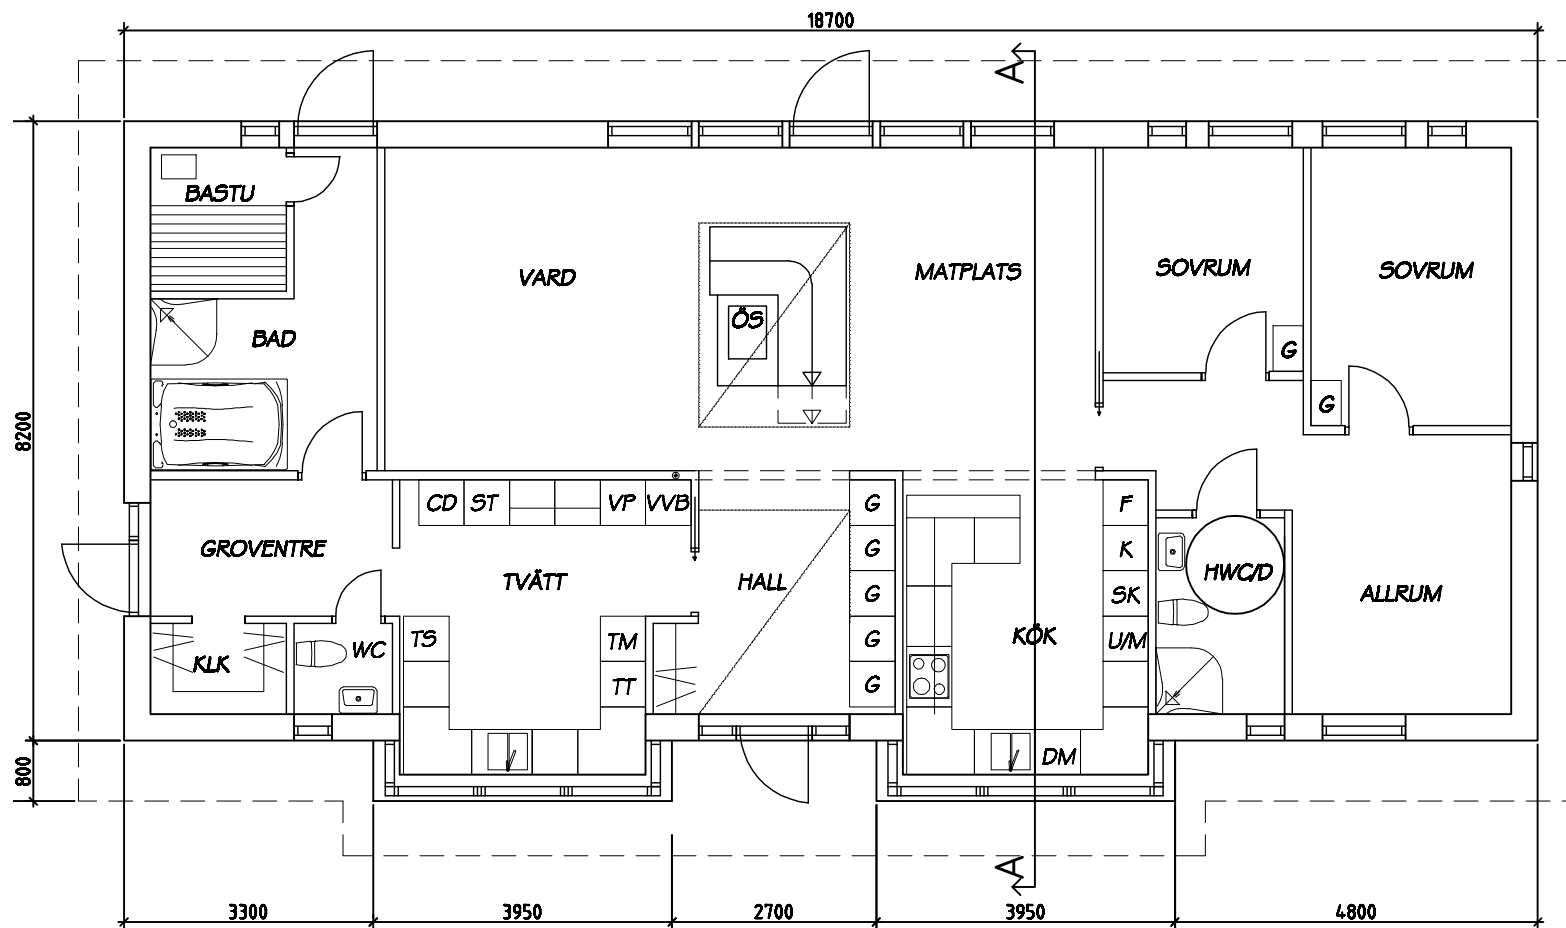 18700
A
BASTU
VARD
MATPLATS
SOVRUM
SOVRUM
ÖS
BAD
G
G
8200
CD ST VP VVB
G
F
GROVENTRE
G
K
TVÄTT
HALL
HWC/D
G
SK
ALLRUM
TS
TM
G
KÖK
U/M
KLK
WC
TT
G
DM
800
A
3300
3950
2700
3950
4800